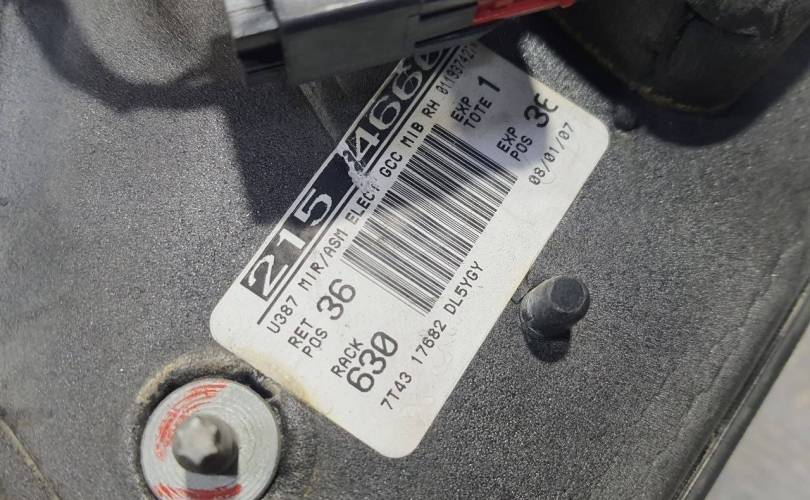 215 4660
U387 MIR/ASM ELECT GCC MIB RH
RET POS 36
EXP TOTE 1
RACK 630
EXP POS 36
7T43 17682 DL5YGY
08/01/07